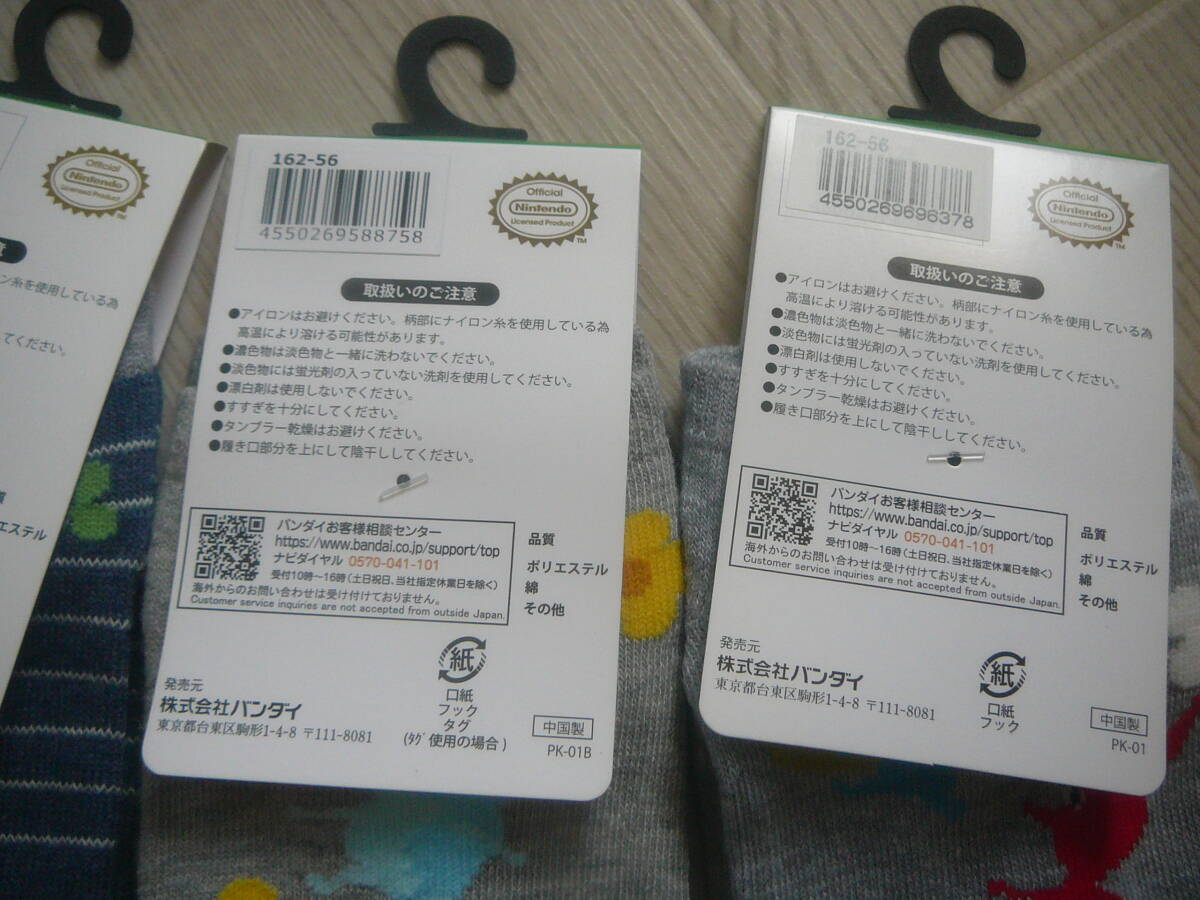 Official
Nintendo
Licensed Product
TM
糸を使用している為
てください。
質
リエステル
162-56
4550269588758
Official
Nintendo
Licensed Product
TM
取扱いのご注意
●アイロンはお避けください。柄部にナイロン糸を使用している為
高温により溶ける可能性があります。
●濃色物は淡色物と一緒に洗わないでください。
●淡色物には蛍光剤の入っていない洗剤を使用してください。
●漂白剤は使用しないでください。
●すすぎを十分にしてください。
●タンブラー乾燥はお避けください。
●履き口部分を上にして陰干ししてください。
バンダイお客様相談センター
https://www.bandai.co.jp/support/top
ナビダイヤル 0570-041-101
受付10時～16時(土日祝日、当社指定休業日を除く)
海外からのお問い合わせは受け付けておりません。
Customer service inquiries are not accepted from outside Japan.
品質
ポリエステル
綿
その他
発売元
株式会社バンダイ
東京都台東区駒形1-4-8 〒111-8081
紙
口紙
フック
タグ
(タグ使用の場合)
中国製
PK-01B
162-56
4550269696378
Official
Nintendo
Licensed Product
TM
取扱いのご注意
●アイロンはお避けください。柄部にナイロン糸を使用している為
高温により溶ける可能性があります。
●濃色物は淡色物と一緒に洗わないでください。
●淡色物には蛍光剤の入っていない洗剤を使用してください。
●漂白剤は使用しないでください。
●すすぎを十分にしてください。
●タンブラー乾燥はお避けください。
●履き口部分を上にして陰干ししてください。
バンダイお客様相談センター
https://www.bandai.co.jp/support/top
ナビダイヤル 0570-041-101
受付10時～16時(土日祝日、当社指定休業日を除く)
海外からのお問い合わせは受け付けておりません。
Customer service inquiries are not accepted from outside Japan.
品質
ポリエステル
綿
その他
発売元
株式会社バンダイ
東京都台東区駒形1-4-8 〒111-8081
紙
口紙
フック
中国製
PK-01